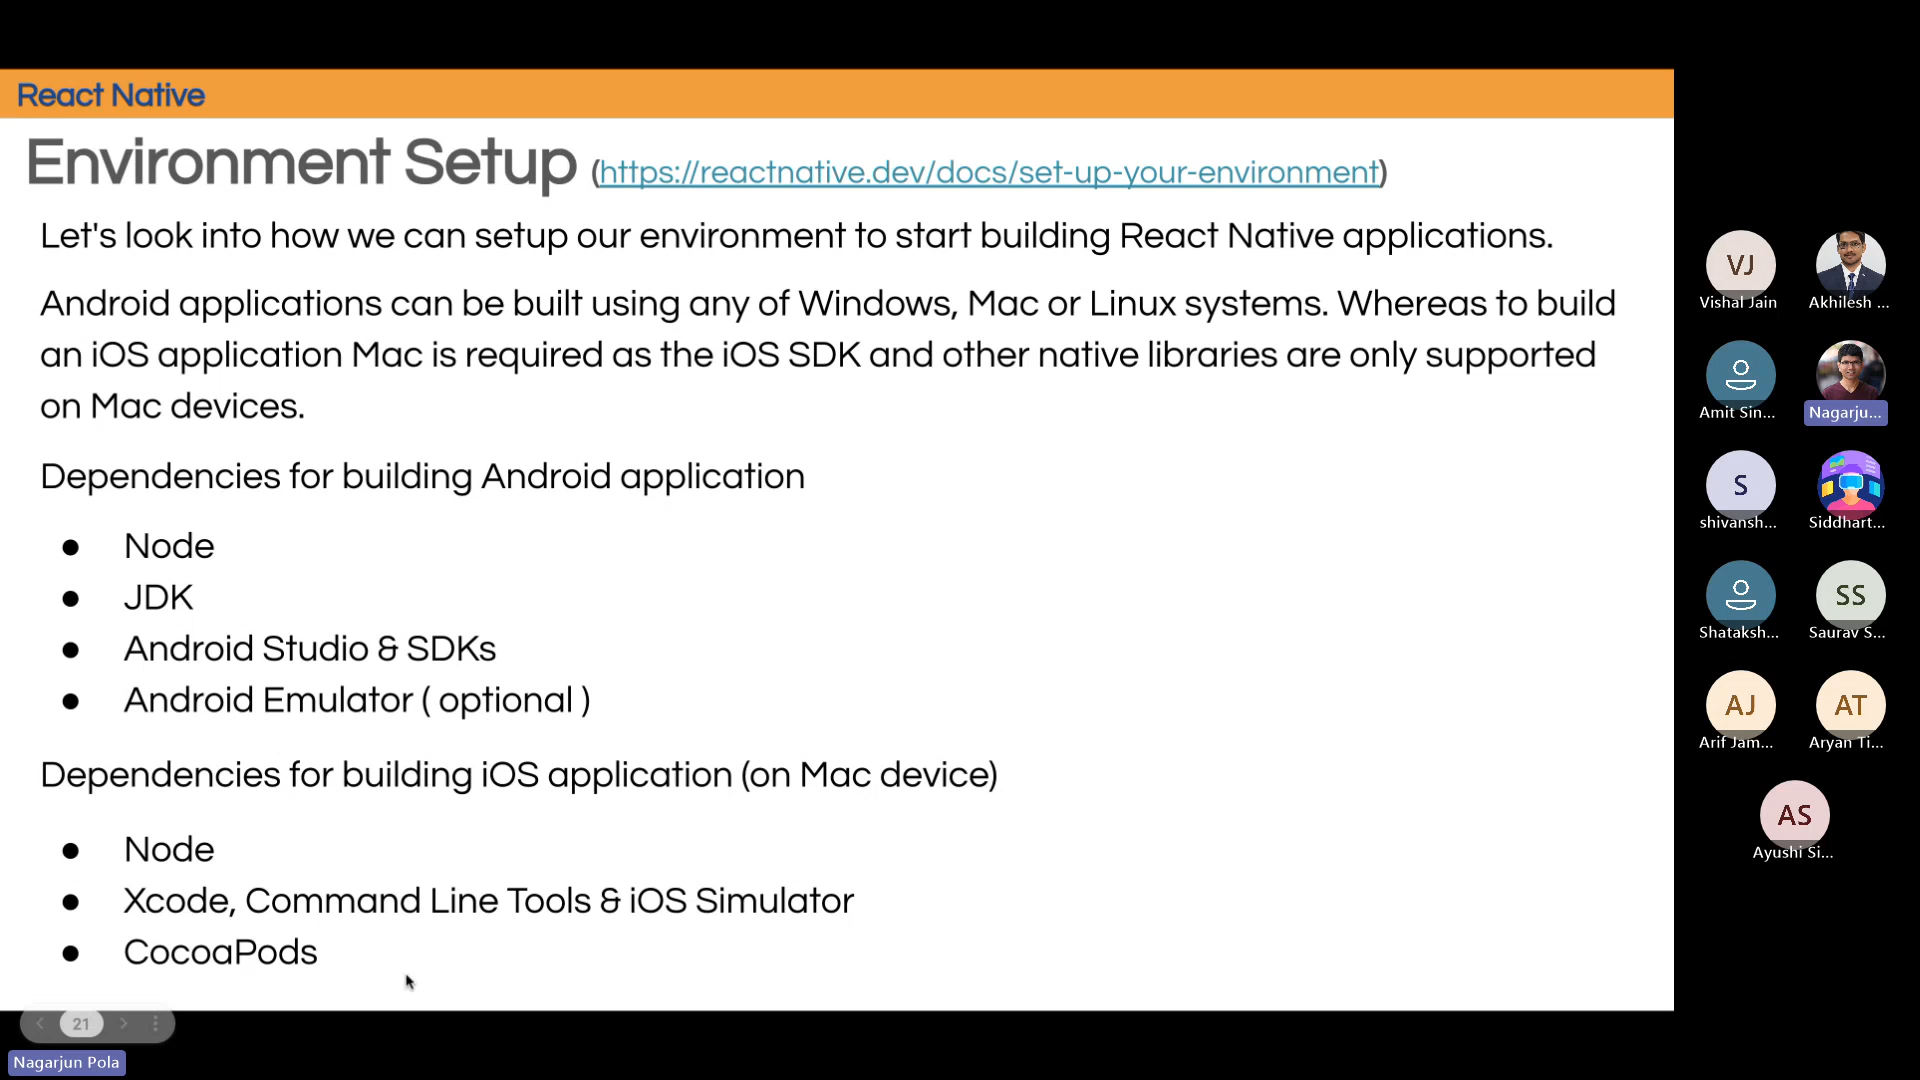 React Native
Environment Setup (https://reactnative.dev/docs/set-up-your-environment)
Let's look into how we can setup our environment to start building React Native applications.
Android applications can be built using any of Windows, Mac or Linux systems. Whereas to build
an iOS application Mac is required as the iOS SDK and other native libraries are only supported
on Mac devices.
Dependencies for building Android application
● Node
● JDK
● Android Studio & SDKs
● Android Emulator ( optional )
Dependencies for building iOS application (on Mac device)
● Node
● Xcode, Command Line Tools & iOS Simulator
● CocoaPods
21
Nagarjun Pola
VJ
Vishal Jain
Akhilesh ...
Amit Sin...
Nagarju...
S
shivansh...
Siddhart...
Shataksh...
SS
Saurav S...
AJ
Arif Jam...
AT
Aryan Ti...
AS
Ayushi Si...